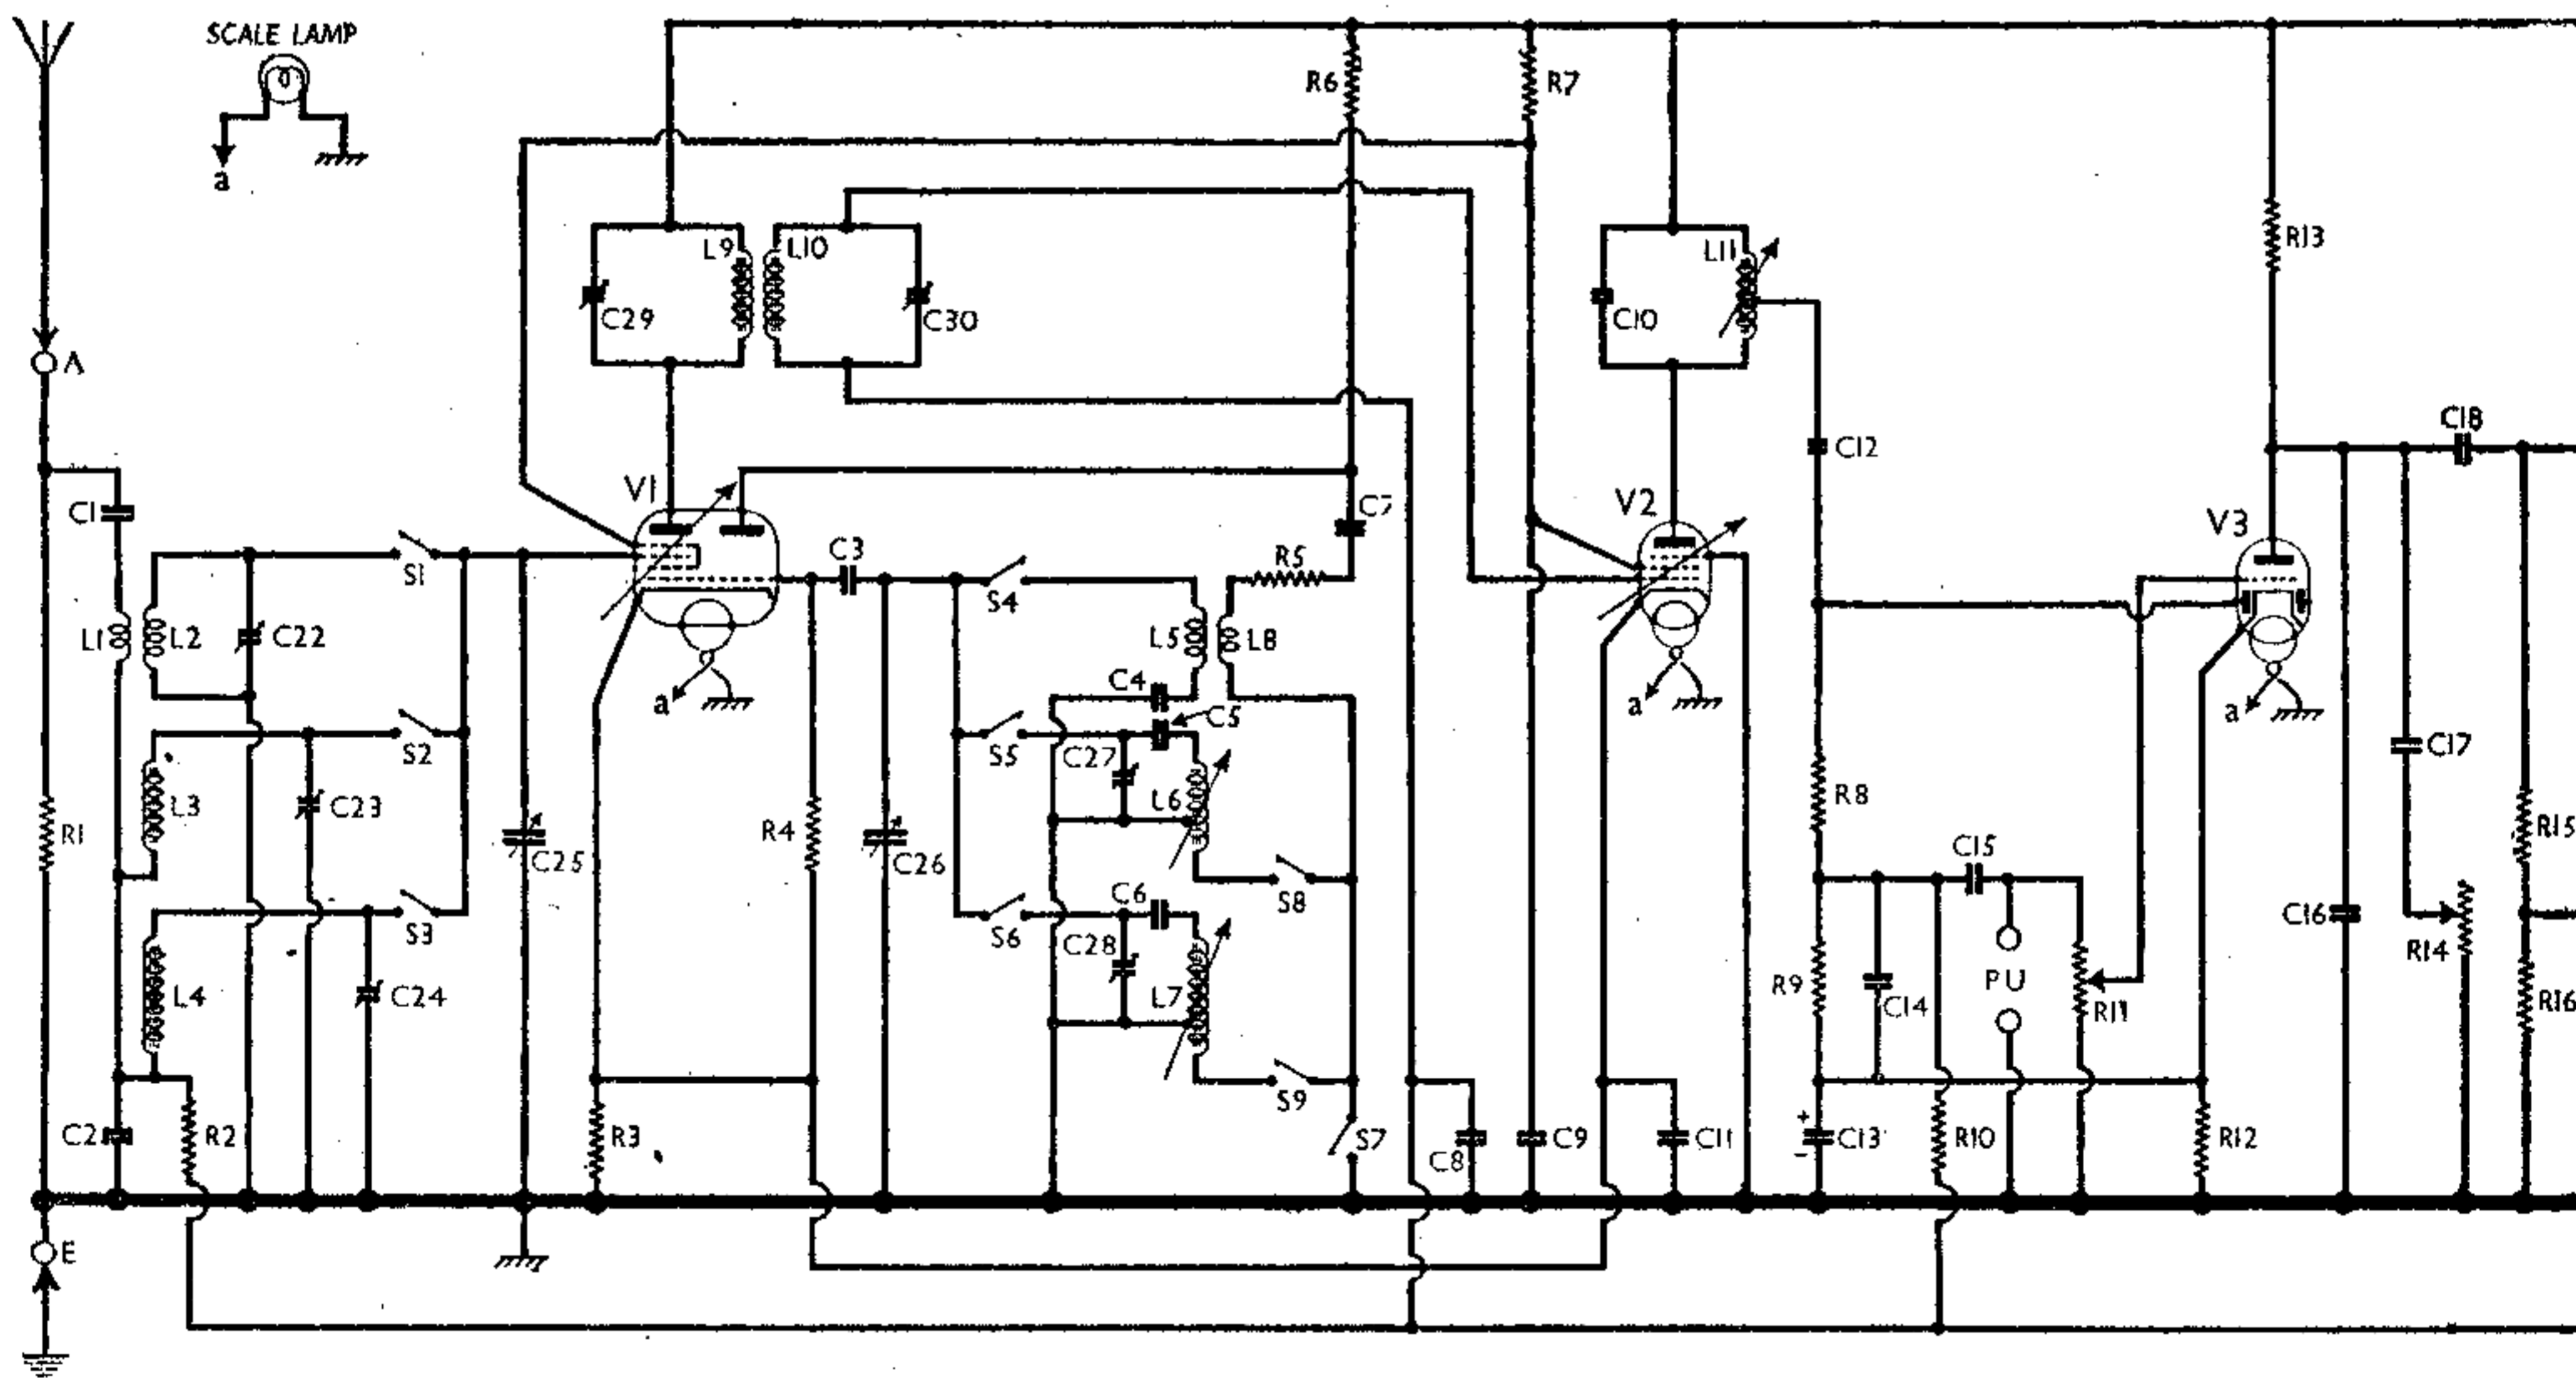 SCALE LAMP
a
R6
R7
L9
L10
C29
C30
L11
C10
R13
A
C12
C18
C1
V1
C7
V2
V3
S1
C3
S4
R5
L1
L2
C22
L5
L8
C4
C5
a
a
a
S2
S5
C27
C17
L3
C23
L6
R8
R1
C25
R4
C26
R15
C15
S3
S6
C6
C28
S8
C16
R14
L4
C24
L7
R9
C14
PU
R11
R16
S9
C2
R2
R3
S7
C8
C9
C11
+
C13
-
R10
R12
E